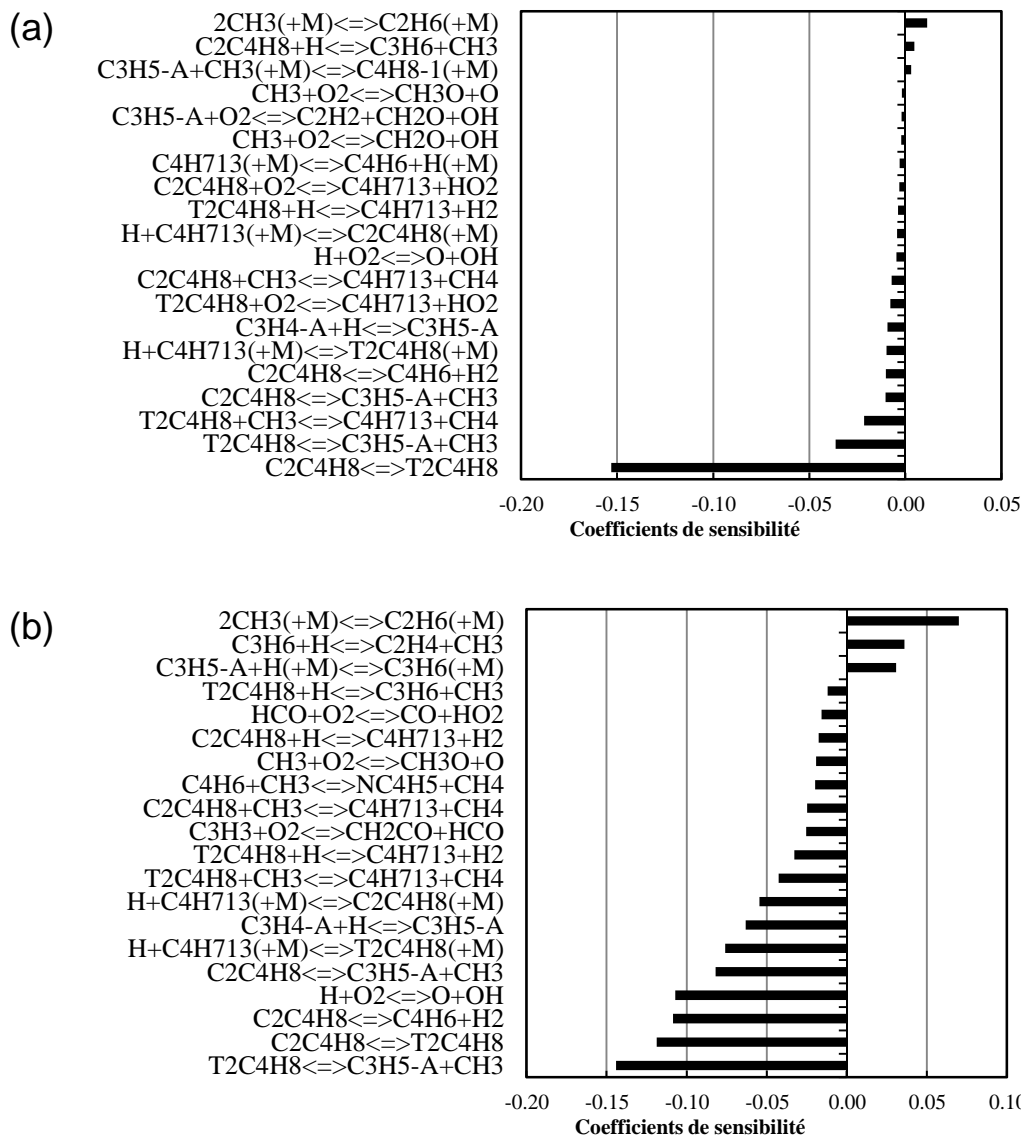 (a)
2CH3(+M)<=>C2H6(+M)
C2C4H8+H<=>C3H6+CH3
C3H5-A+CH3(+M)<=>C4H8-1(+M)
CH3+O2<=>CH3O+O
C3H5-A+O2<=>C2H2+CH2O+OH
CH3+O2<=>CH2O+OH
C4H713(+M)<=>C4H6+H(+M)
C2C4H8+O2<=>C4H713+HO2
T2C4H8+H<=>C4H713+H2
H+C4H713(+M)<=>C2C4H8(+M)
H+O2<=>O+OH
C2C4H8+CH3<=>C4H713+CH4
T2C4H8+O2<=>C4H713+HO2
C3H4-A+H<=>C3H5-A
H+C4H713(+M)<=>T2C4H8(+M)
C2C4H8<=>C4H6+H2
C2C4H8<=>C3H5-A+CH3
T2C4H8+CH3<=>C4H713+CH4
T2C4H8<=>C3H5-A+CH3
C2C4H8<=>T2C4H8
-0.20 -0.15 -0.10 -0.05 0.00 0.05
Coefficients de sensibilité
(b)
2CH3(+M)<=>C2H6(+M)
C3H6+H<=>C2H4+CH3
C3H5-A+H(+M)<=>C3H6(+M)
T2C4H8+H<=>C3H6+CH3
HCO+O2<=>CO+HO2
C2C4H8+H<=>C4H713+H2
CH3+O2<=>CH3O+O
C4H6+CH3<=>NC4H5+CH4
C2C4H8+CH3<=>C4H713+CH4
C3H3+O2<=>CH2CO+HCO
T2C4H8+H<=>C4H713+H2
T2C4H8+CH3<=>C4H713+CH4
H+C4H713(+M)<=>C2C4H8(+M)
C3H4-A+H<=>C3H5-A
H+C4H713(+M)<=>T2C4H8(+M)
C2C4H8<=>C3H5-A+CH3
H+O2<=>O+OH
C2C4H8<=>C4H6+H2
C2C4H8<=>T2C4H8
T2C4H8<=>C3H5-A+CH3
-0.20 -0.15 -0.10 -0.05 0.00 0.05 0.10
Coefficients de sensibilité